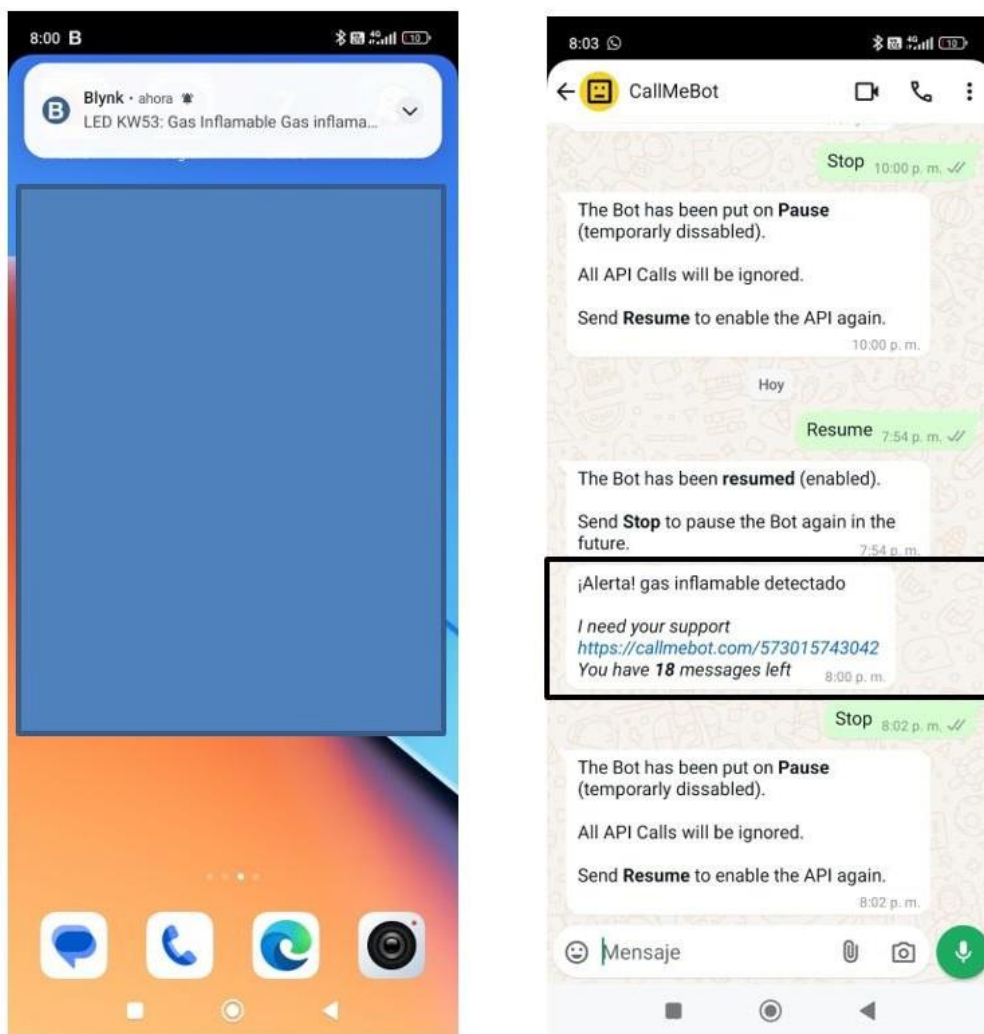 8:00 B
10
Blynk · ahora
LED KW53: Gas Inflamable Gas inflama...
8:03
10
CallMeBot
Stop 10:00 p. m.
The Bot has been put on Pause
(temporarly dissabled).
All API Calls will be ignored.
Send Resume to enable the API again.
10:00 p. m.
Hoy
Resume 7:54 p. m.
The Bot has been resumed (enabled).
Send Stop to pause the Bot again in the
future.
7:54 p. m.
¡Alerta! gas inflamable detectado
I need your support
https://callmebot.com/573015743042
You have 18 messages left
8:00 p. m.
Stop 8:02 p. m.
The Bot has been put on Pause
(temporarly dissabled).
All API Calls will be ignored.
Send Resume to enable the API again.
8:02 p. m.
Mensaje